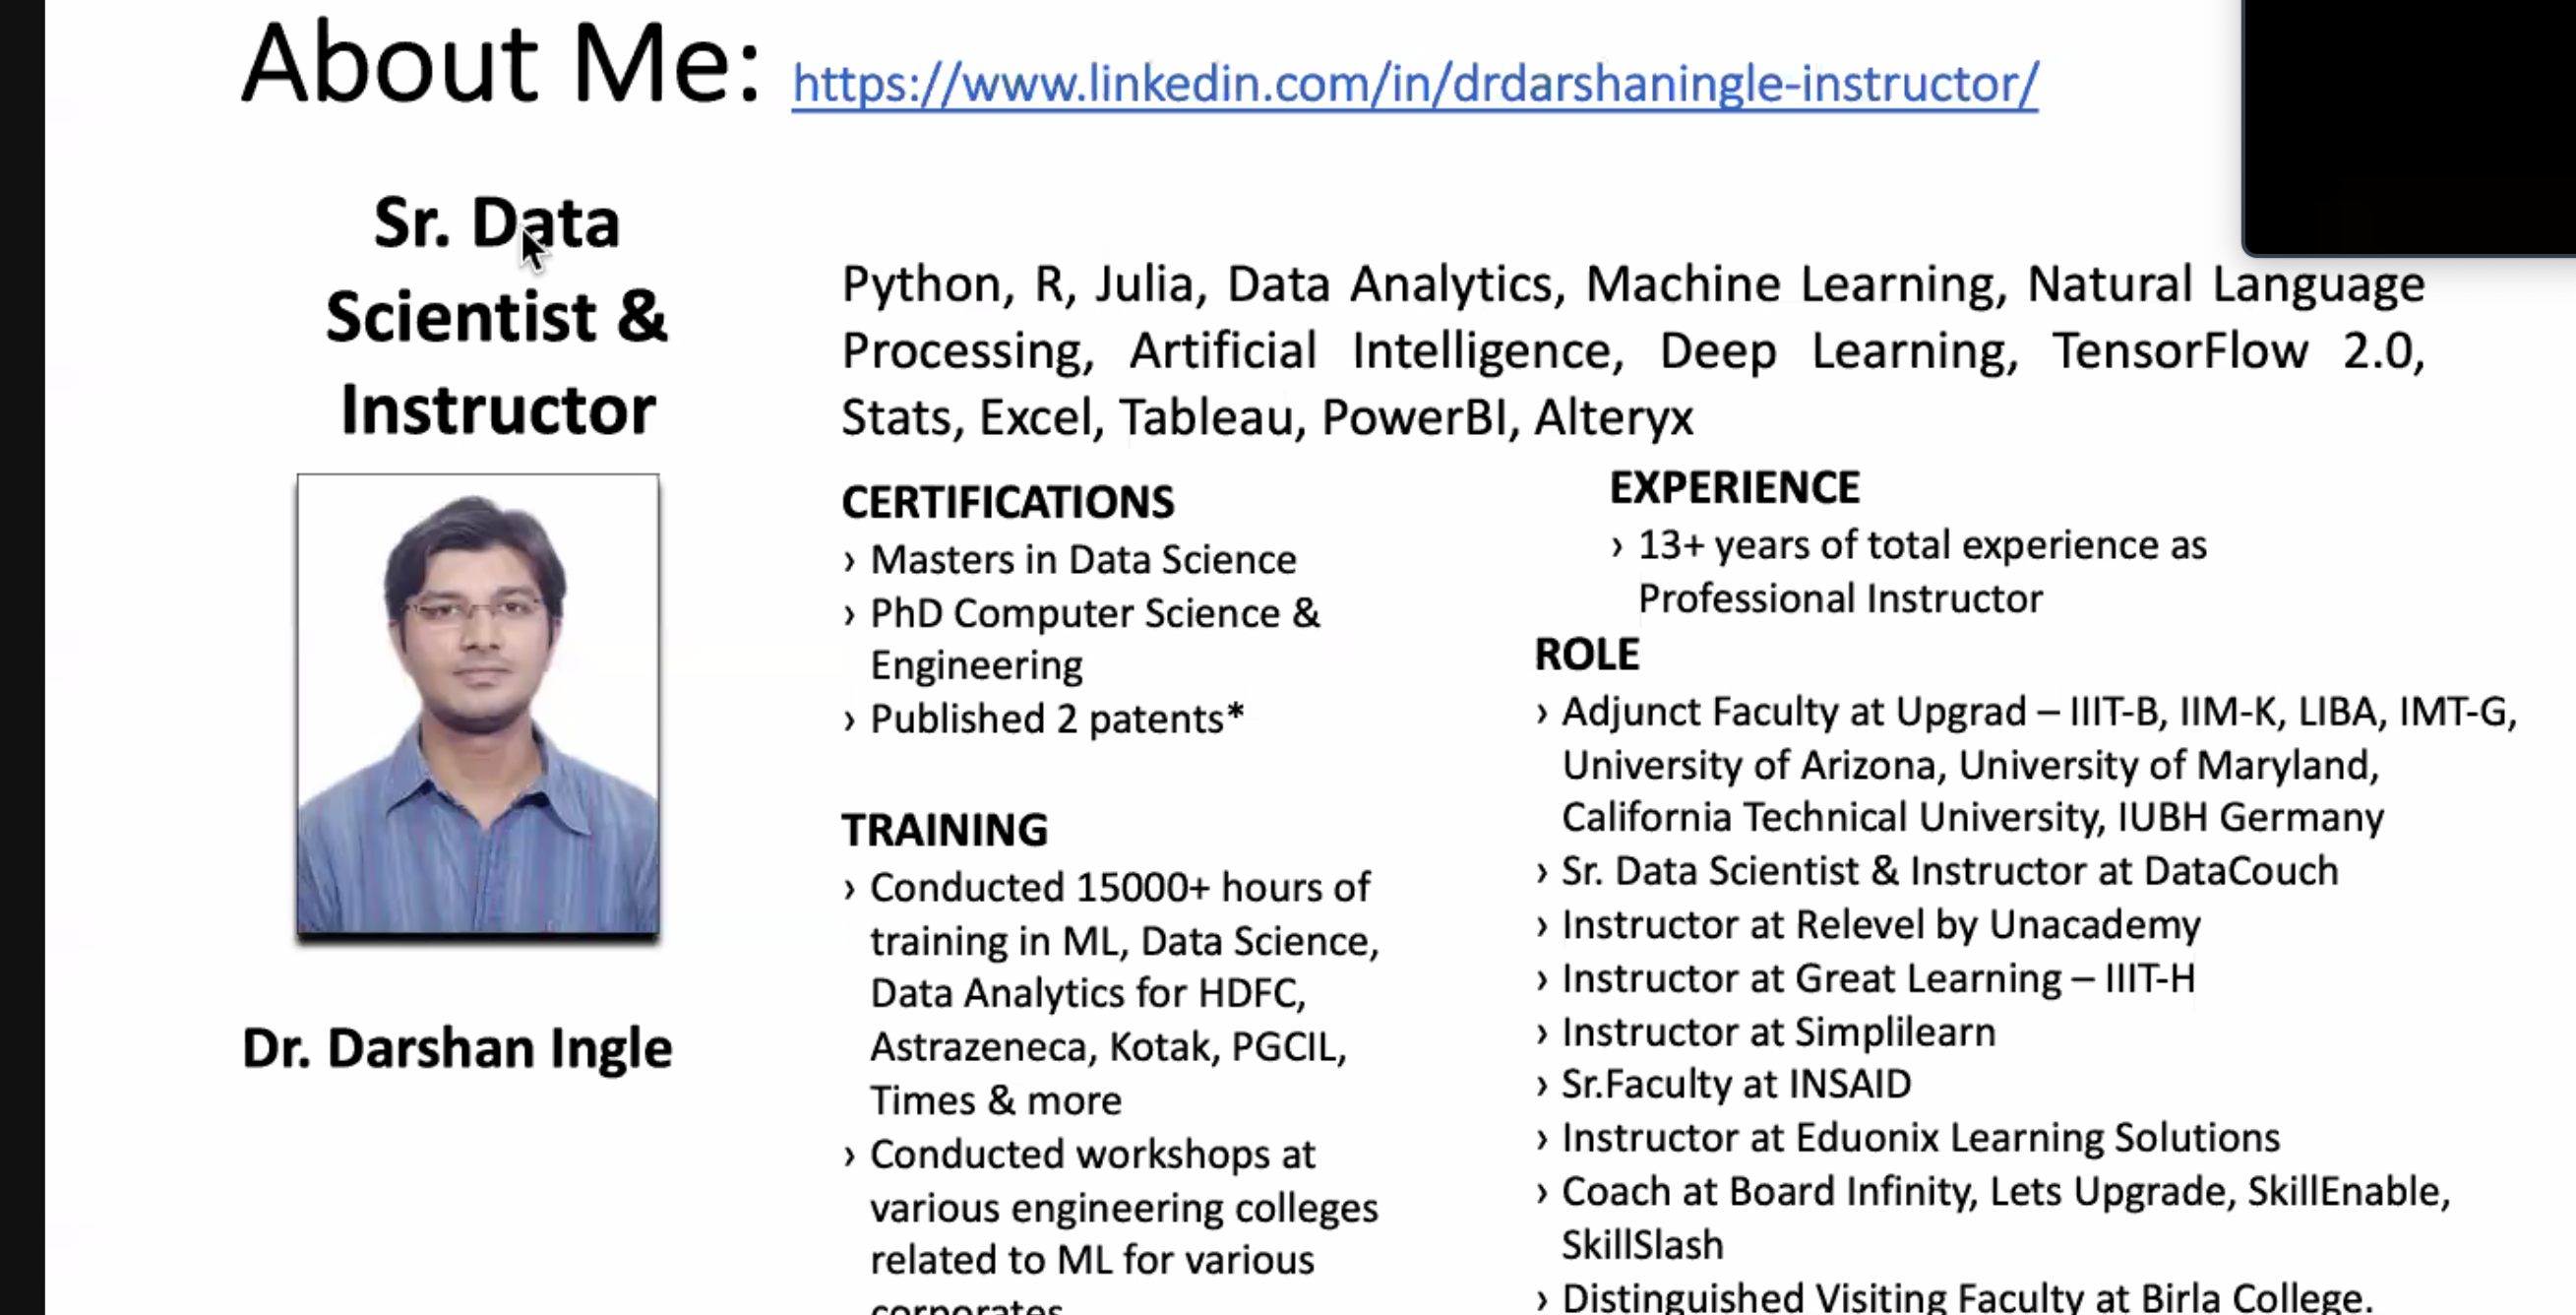 About Me: https://www.linkedin.com/in/drdarshaningle-instructor/
Sr. Data
Scientist &
Instructor
Dr. Darshan Ingle
Python, R, Julia, Data Analytics, Machine Learning, Natural Language
Processing, Artificial Intelligence, Deep Learning, TensorFlow 2.0,
Stats, Excel, Tableau, PowerBI, Alteryx
CERTIFICATIONS
› Masters in Data Science
› PhD Computer Science &
Engineering
› Published 2 patents*
TRAINING
› Conducted 15000+ hours of
training in ML, Data Science,
Data Analytics for HDFC,
Astrazeneca, Kotak, PGCIL,
Times & more
› Conducted workshops at
various engineering colleges
related to ML for various
corporates
EXPERIENCE
› 13+ years of total experience as
Professional Instructor
ROLE
› Adjunct Faculty at Upgrad – IIIT-B, IIM-K, LIBA, IMT-G,
University of Arizona, University of Maryland,
California Technical University, IUBH Germany
› Sr. Data Scientist & Instructor at DataCouch
› Instructor at Relevel by Unacademy
› Instructor at Great Learning – IIIT-H
› Instructor at Simplilearn
› Sr.Faculty at INSAID
› Instructor at Eduonix Learning Solutions
› Coach at Board Infinity, Lets Upgrade, SkillEnable,
SkillSlash
› Distinguished Visiting Faculty at Birla College.